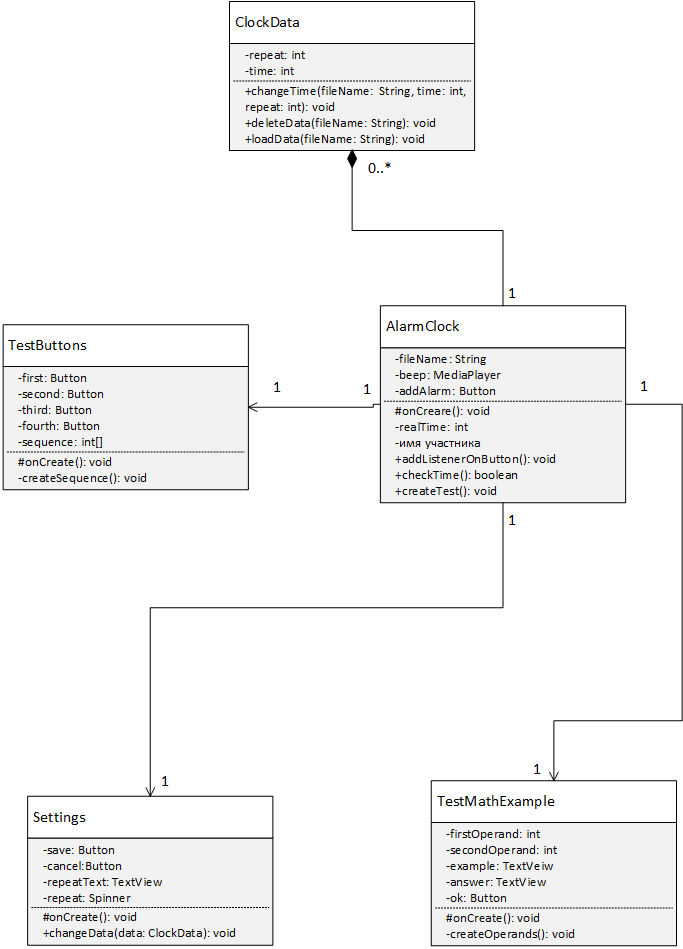 ClockData
-repeat: int
-time: int
+changeTime(fileName: String, time: int,
repeat: int): void
+deleteData(fileName: String): void
+loadData(fileName: String): void
0..*
1
AlarmClock
-fileName: String
-beep: MediaPlayer
-addAlarm: Button
#onCreare(): void
-realTime: int
-имя участника
+addListenerOnButton(): void
+checkTime(): boolean
+createTest(): void
TestButtons
-first: Button
-second: Button
-third: Button
-fourth: Button
-sequence: int[]
#onCreate(): void
-createSequence(): void
1
1
1
1
1
Settings
-save: Button
-cancel:Button
-repeatText: TextView
-repeat: Spinner
#onCreate(): void
+changeData(data: ClockData): void
1
TestMathExample
-firstOperand: int
-secondOperand: int
-example: TextVeiw
-answer: TextView
-ok: Button
#onCreate(): void
-createOperands(): void